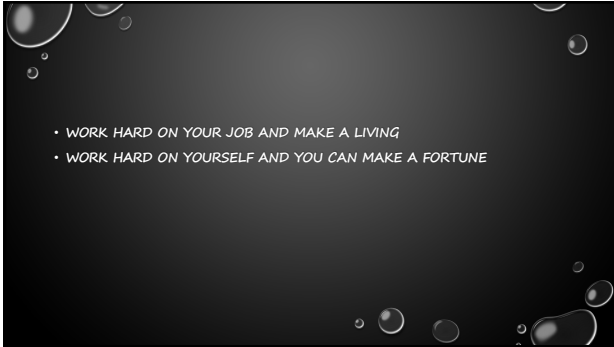 • WORK HARD ON YOUR JOB AND MAKE A LIVING
• WORK HARD ON YOURSELF AND YOU CAN MAKE A FORTUNE